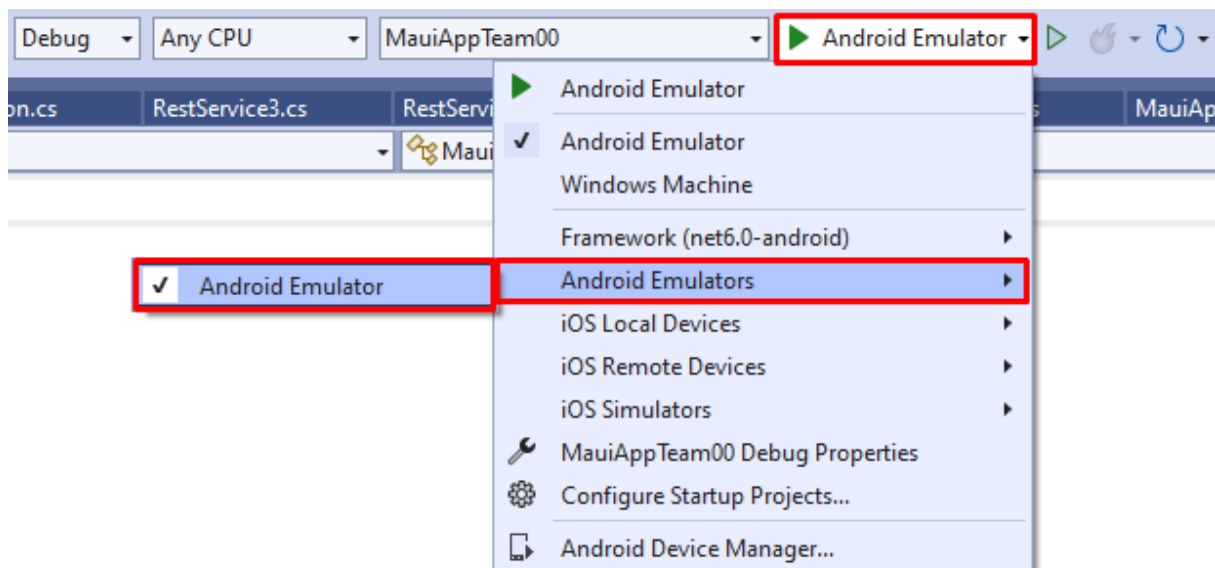 Debug Any CPU MauiAppTeam00 Android Emulator
Android Emulator
on.cs RestService3.cs RestServi s MauiAp
Maui Android Emulator
Windows Machine
Framework (net6.0-android)
Android Emulator Android Emulators
iOS Local Devices
iOS Remote Devices
iOS Simulators
MauiAppTeam00 Debug Properties
Configure Startup Projects...
Android Device Manager...